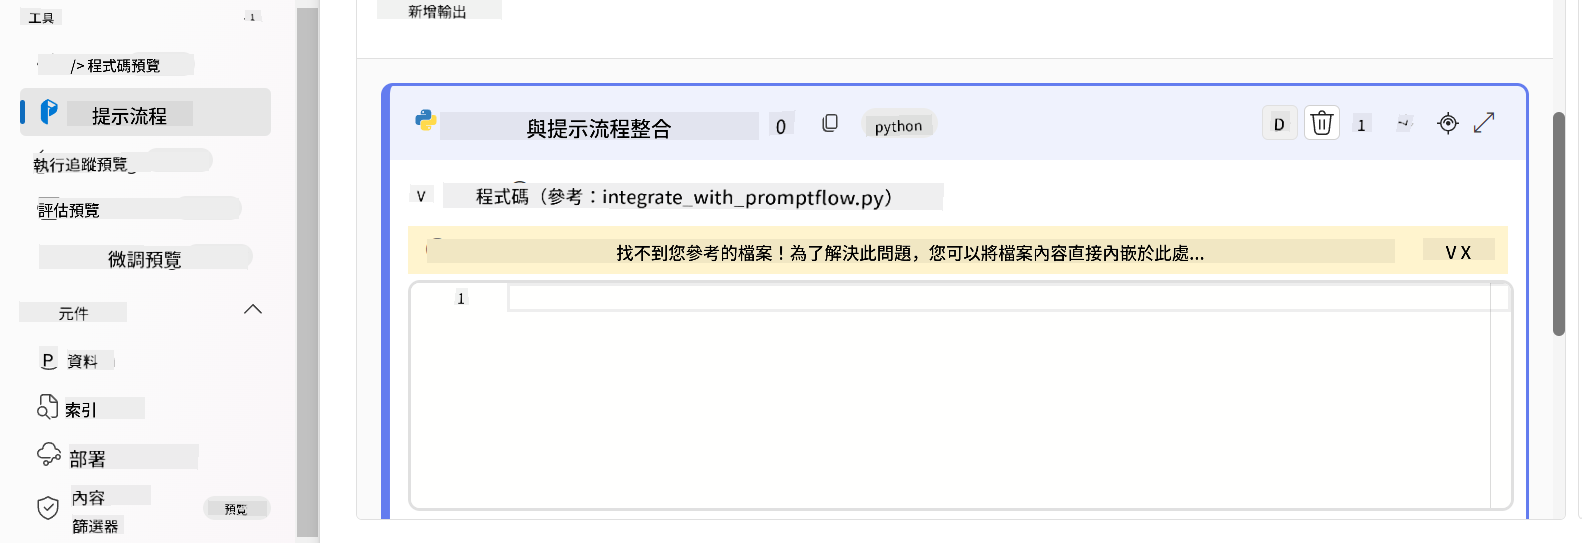 工具
1
/> 程式碼預覽
提示流程
執行追蹤預覽
評估預覽
微調預覽
元件
P 資料
索引
部署
內容
篩選器
預覧
新增輸出
與提示流程整合 0 python D 1
V 程式碼（參考：integrate_with_promptflow.py）
找不到您參考的檔案！為了解決此問題，您可以將檔案內容直接內嵌於此處... V X
1